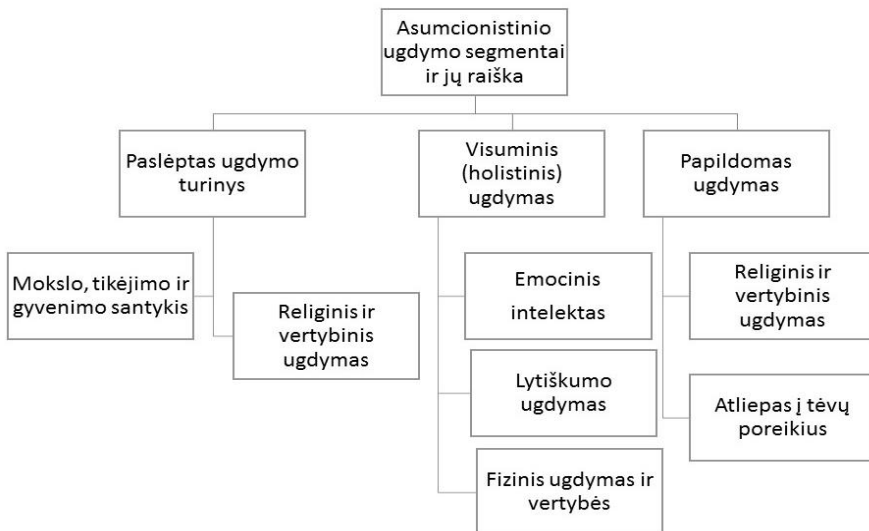 Asumcionistinio
ugdymo segmentai
ir jų raiška
Paslėptas ugdymo
turinys
Mokslo, tikėjimo ir
gyvenimo santykis
Religinis ir
vertybinis
ugdymas
Visuminis
(holistinis)
ugdymas
Emocinis
intelektas
Lytiškumo
ugdymas
Fizinis ugdymas ir
vertybės
Papildomas
ugdymas
Religinis ir
vertybinis
ugdymas
Atliepas į tėvų
poreikius